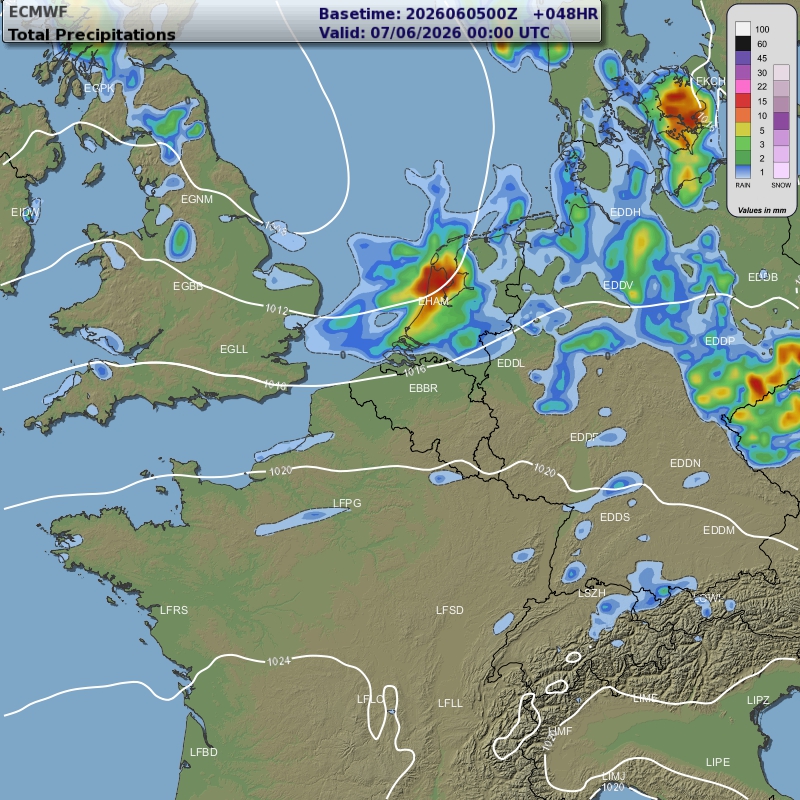 ECMWF
Basetime: 2026060500Z +048HR
Total Precipitations
Valid: 07/06/2026 00:00 UTC
100
60
45
30
22
15
10
5
3
2
1
RAIN SNOW
Values in mm
EGPK
EKCH
EIDW
EGNM
EDDH
EGBB
EHAM
EDDV
EDDB
1012
EGLL
EDDP
EDDL
1016
1016
EBBR
EDDF
1020
1020
EDDN
LFPG
EDDS
EDDM
LSZH
LFRS
LFSD
1024
LFLC
LFLL
LIME
LIPZ
LIMF
LFBD
LIPE
LIMJ
1020